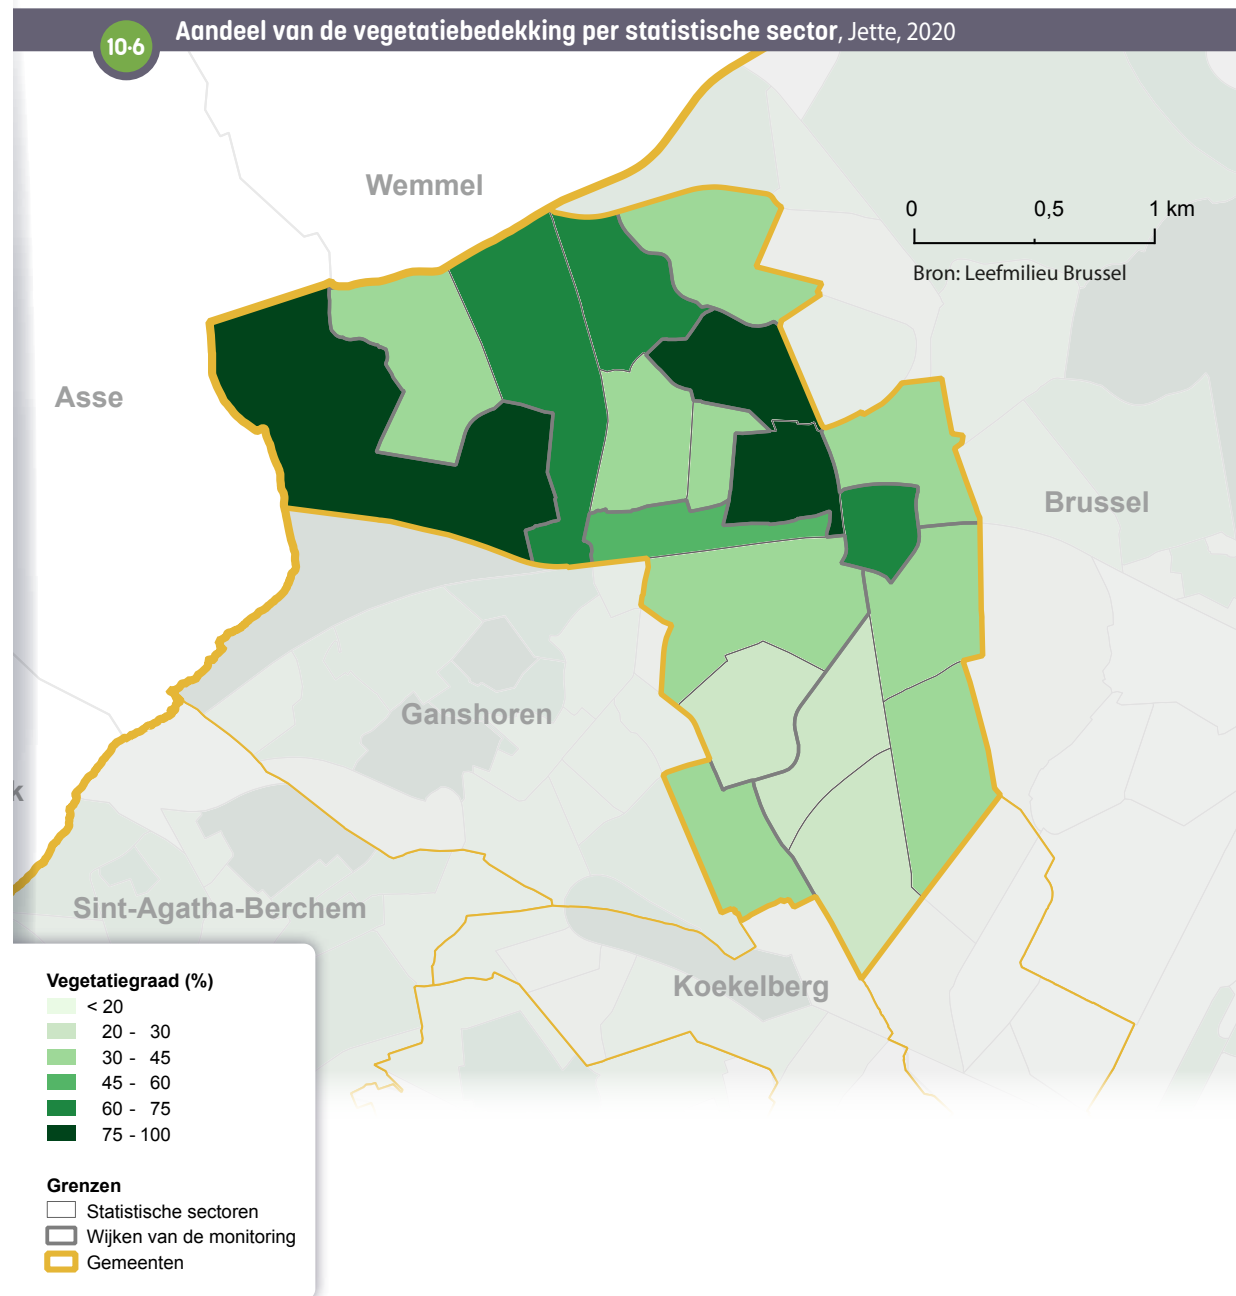 10·6
Aandeel van de vegetatiebedekking per statistische sector, Jette, 2020
Wemmel
0 0,5 1 km
Bron: Leefmilieu Brussel
Asse
Brussel
Ganshoren
k
Sint-Agatha-Berchem
Koekelberg
Vegetatiegraad (%)
< 20
20 - 30
30 - 45
45 - 60
60 - 75
75 - 100
Grenzen
Statistische sectoren
Wijken van de monitoring
Gemeenten